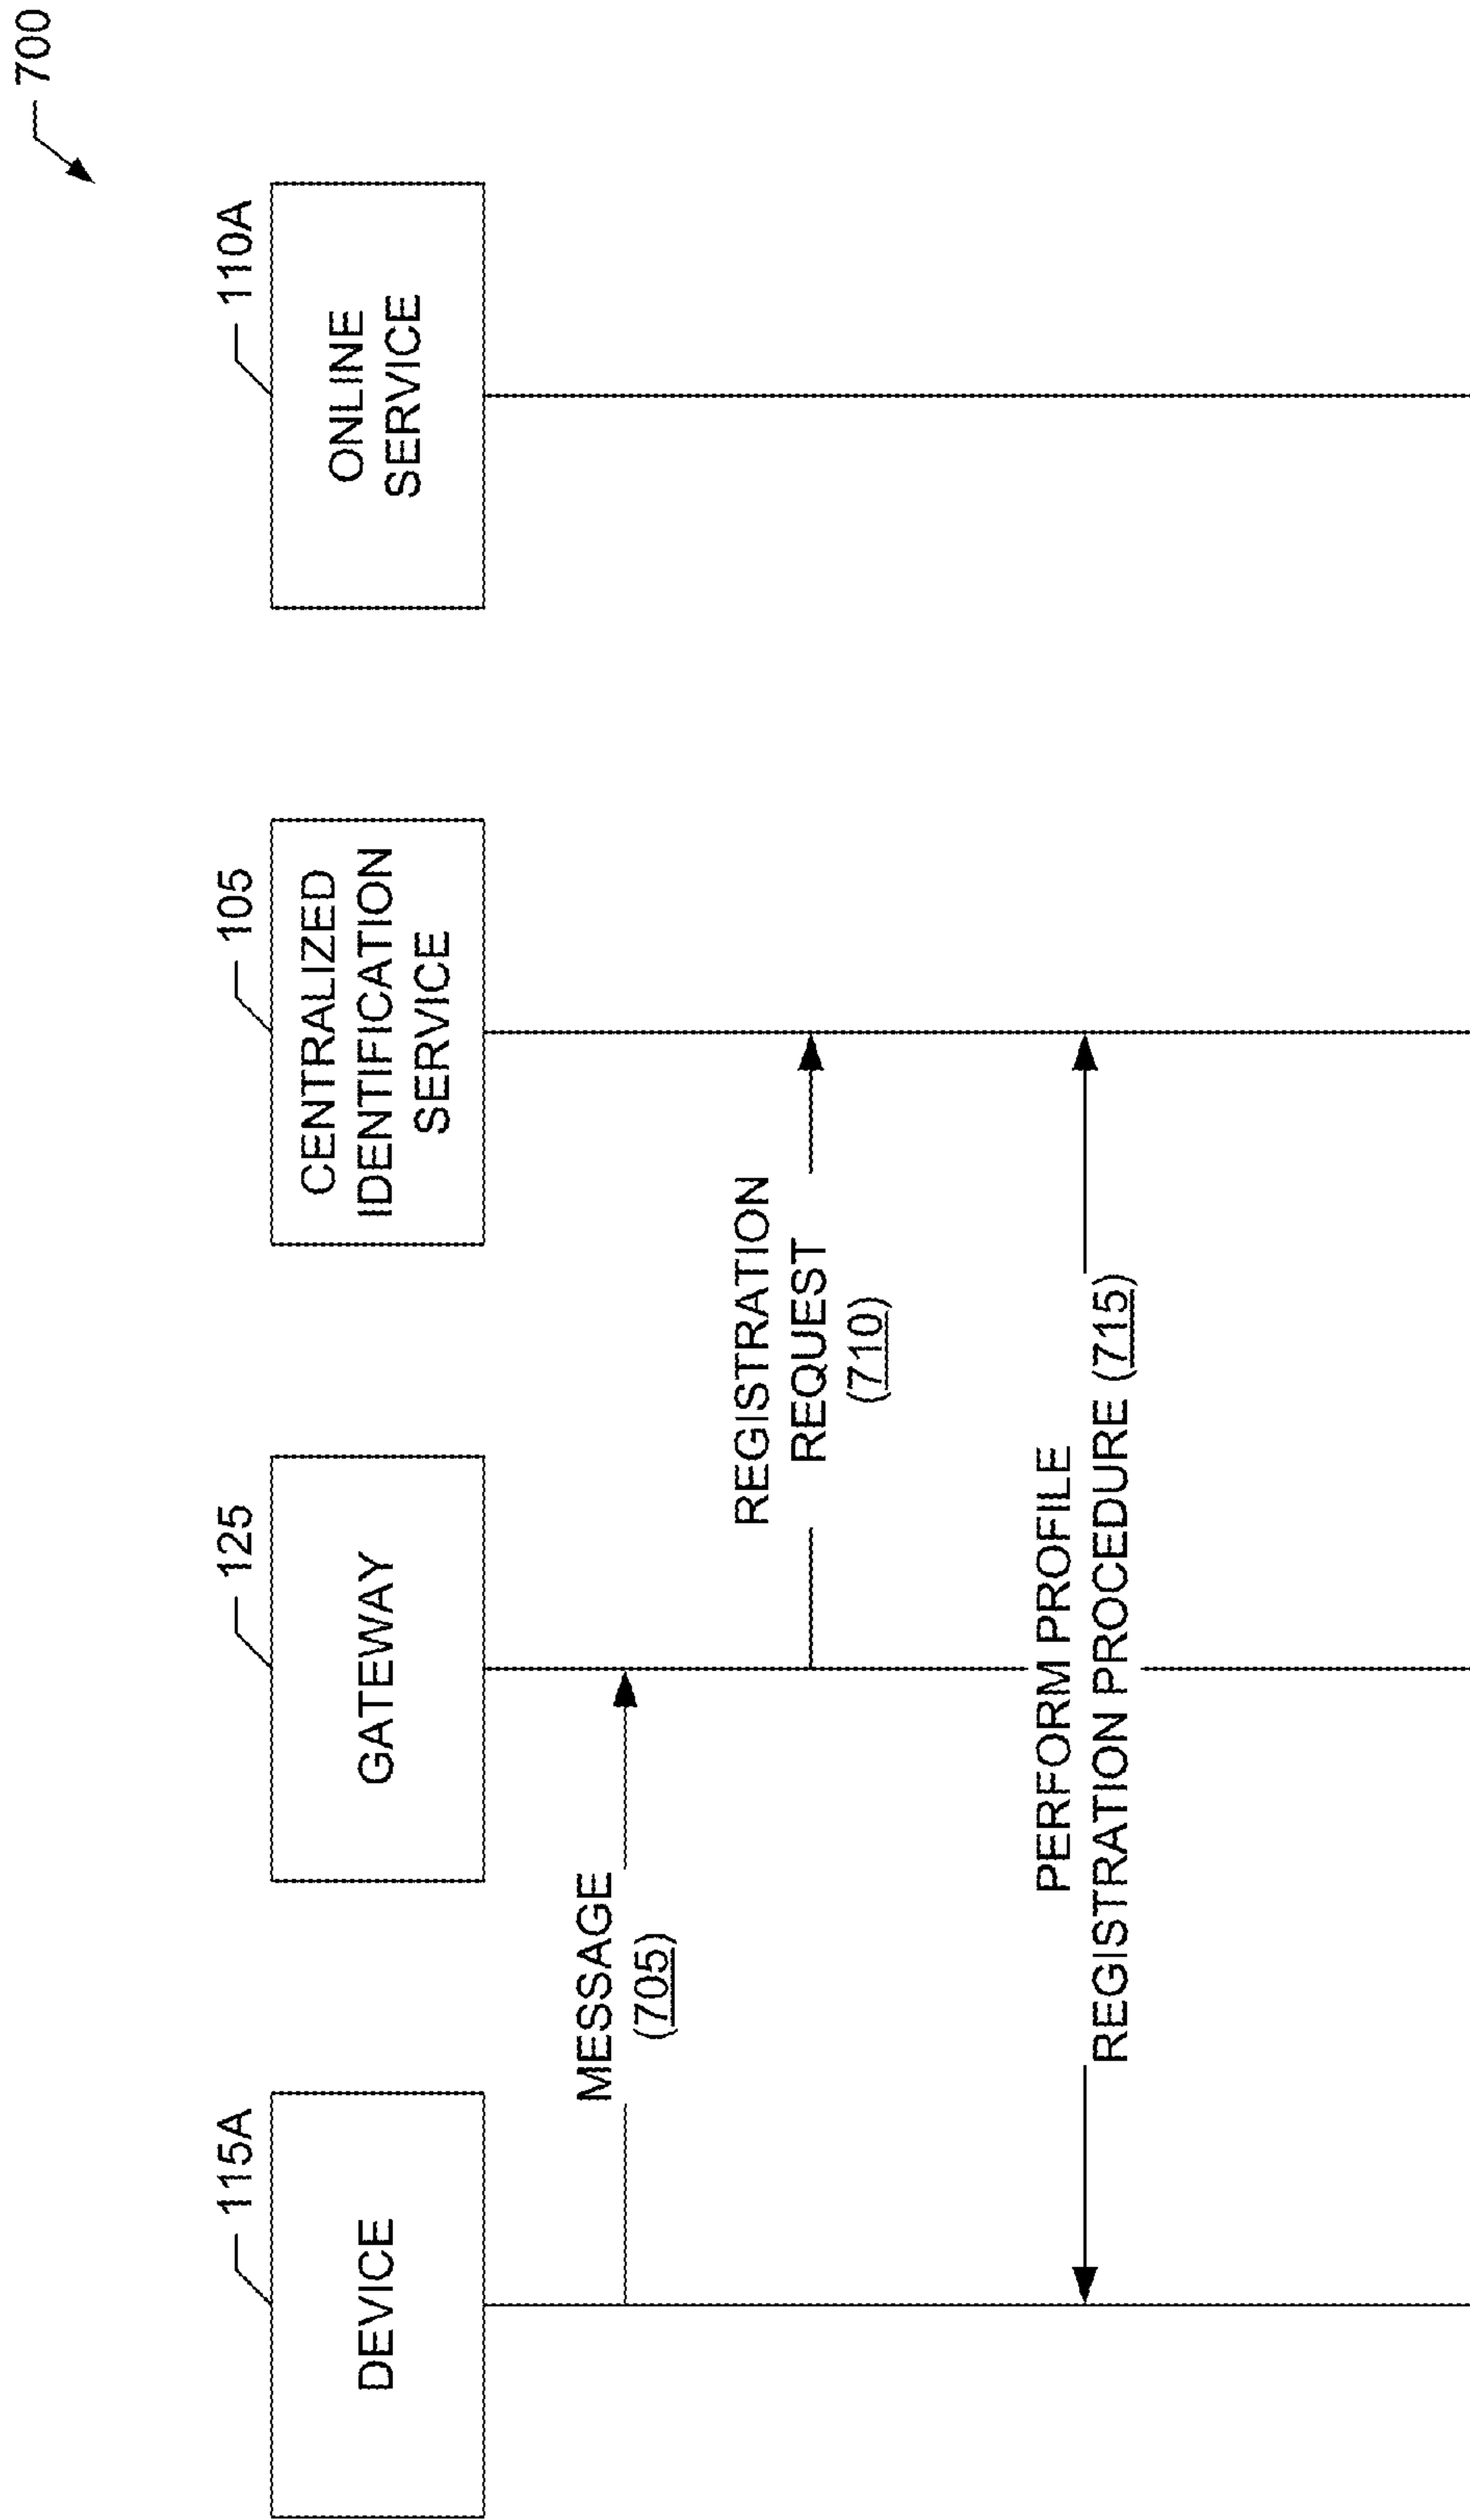 700
115A
125
105
110A
DEVICE
GATEWAY
CENTRALIZED
IDENTIFICATION
SERVICE
ONLINE
SERVICE
MESSAGE
(705)
REGISTRATION
REQUEST
(710)
PERFORM PROFILE
REGISTRATION PROCEDURE (715)